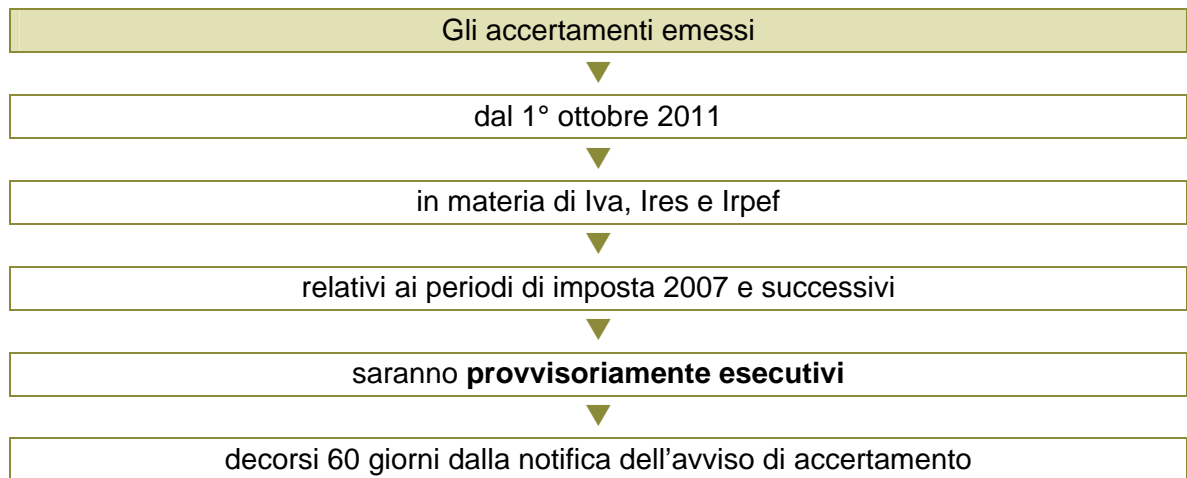 Gli accertamenti emessi
dal 1° ottobre 2011
in materia di Iva, Ires e Irpef
relativi ai periodi di imposta 2007 e successivi
saranno provvisoriamente esecutivi
decorsi 60 giorni dalla notifica dell’avviso di accertamento